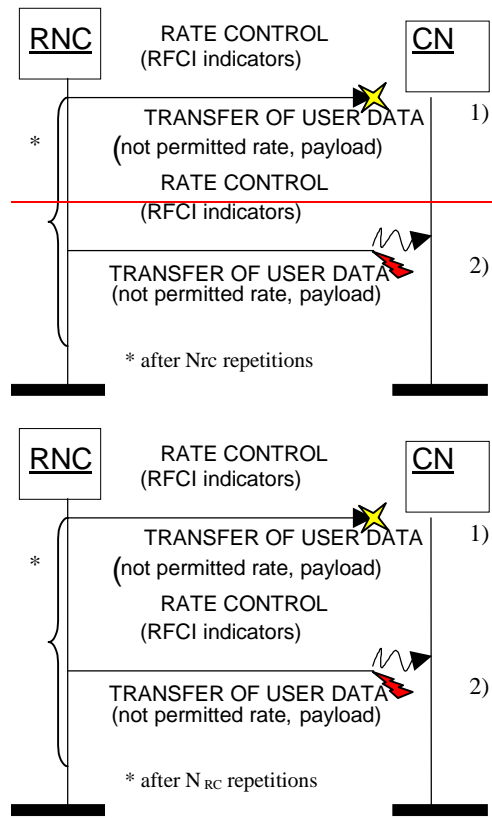 RNC
RATE CONTROL
(RFCI indicators)
CN
TRANSFER OF USER DATA
1)
*
(not permitted rate, payload)
RATE CONTROL
(RFCI indicators)
2)
TRANSFER OF USER DATA
(not permitted rate, payload)
* after Nrc repetitions
RNC
RATE CONTROL
(RFCI indicators)
CN
TRANSFER OF USER DATA
1)
*
(not permitted rate, payload)
RATE CONTROL
(RFCI indicators)
2)
TRANSFER OF USER DATA
(not permitted rate, payload)
* after N RC repetitions